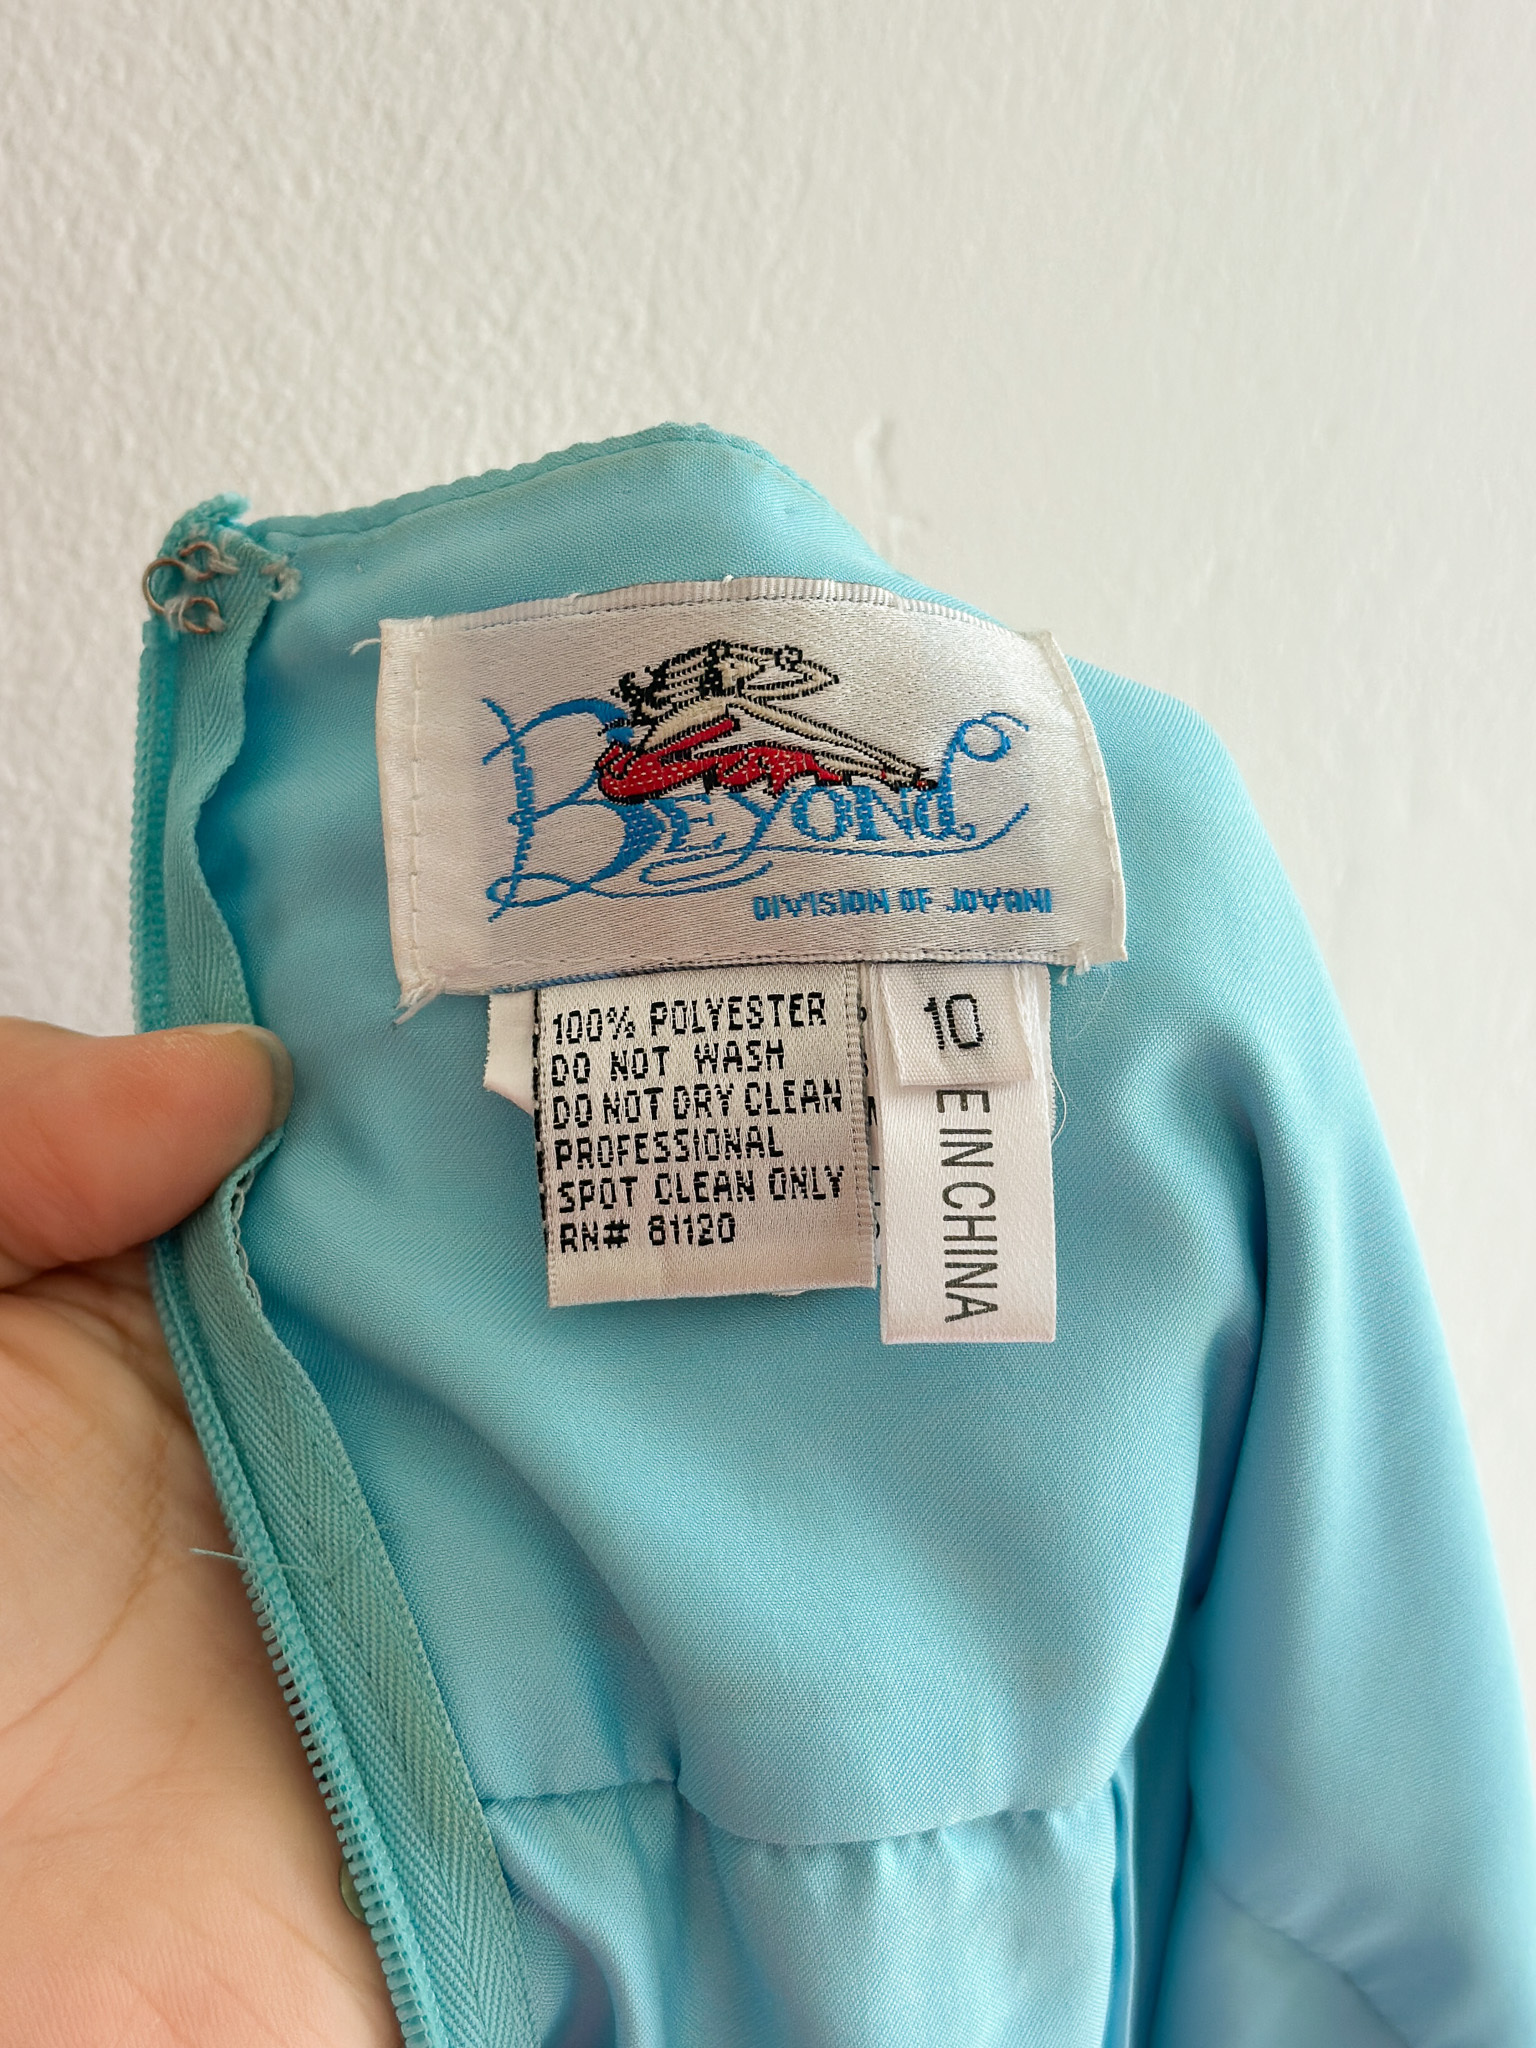 BEYOND
DIVISION OF JOVANI
100% POLYESTER
DO NOT WASH
DO NOT DRY CLEAN
PROFESSIONAL
SPOT CLEAN ONLY
RN# 81120
10
E IN CHINA